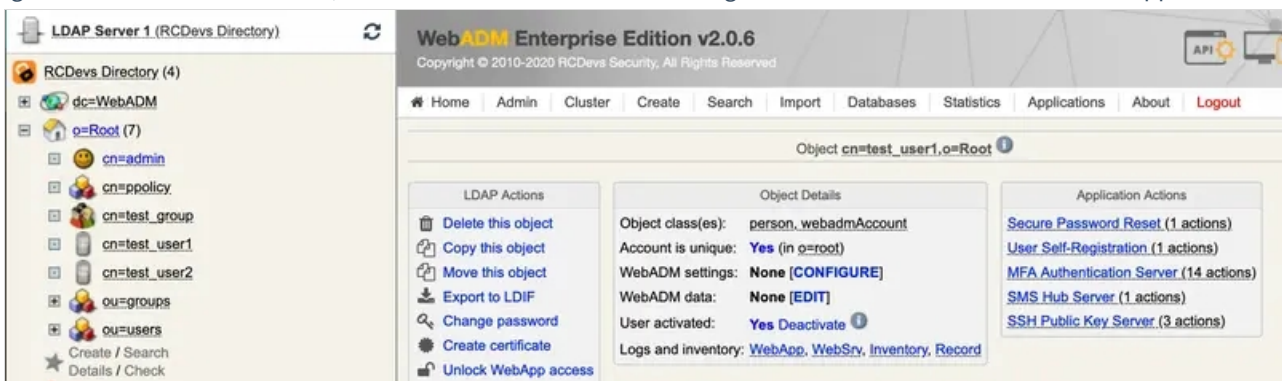 LDAP Server 1 (RCDevs Directory)
RCDevs Directory (4)
dc=WebADM
o=Root (7)
cn=admin
cn=ppolicy
cn=test_group
cn=test_user1
cn=test_user2
ou=groups
ou=users
Create / Search
Details / Check
WebADM Enterprise Edition v2.0.6
Copyright © 2010-2020 RCDevs Security, All Rights Reserved
API
Home Admin Cluster Create Search Import Databases Statistics Applications About Logout
Object cn=test_user1,o=Root
LDAP Actions
Delete this object
Copy this object
Move this object
Export to LDIF
Change password
Create certificate
Unlock WebApp access
Object Details
Object class(es): person, webadmAccount
Account is unique: Yes (in o=root)
WebADM settings: None [CONFIGURE]
WebADM data: None [EDIT]
User activated: Yes Deactivate
Logs and inventory: WebApp, WebSrv, Inventory, Record
Application Actions
Secure Password Reset (1 actions)
User Self-Registration (1 actions)
MFA Authentication Server (14 actions)
SMS Hub Server (1 actions)
SSH Public Key Server (3 actions)